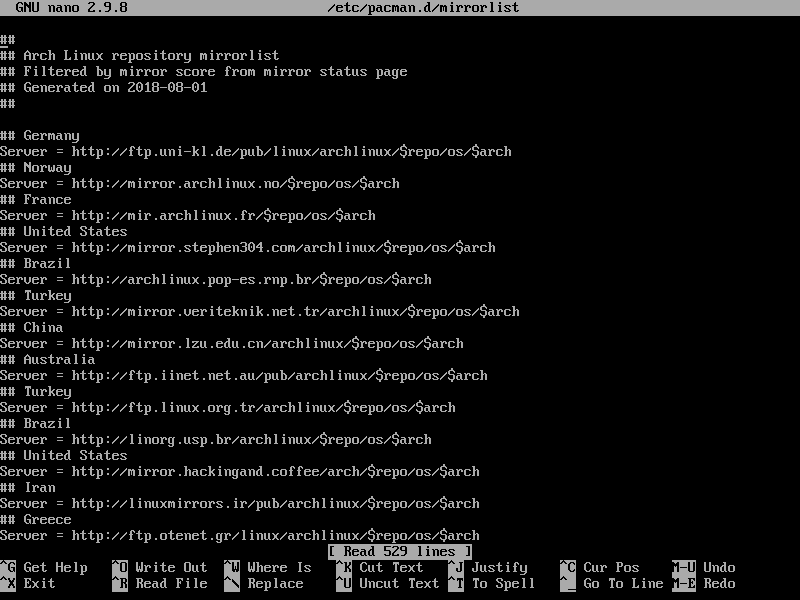 GNU nano 2.9.8 /etc/pacman.d/mirrorlist
##
## Arch Linux repository mirrorlist
## Filtered by mirror score from mirror status page
## Generated on 2018-08-01
##
## Germany
Server = http://ftp.uni-kl.de/pub/linux/archlinux/$repo/os/$arch
## Norway
Server = http://mirror.archlinux.no/$repo/os/$arch
## France
Server = http://mir.archlinux.fr/$repo/os/$arch
## United States
Server = http://mirror.stephen304.com/archlinux/$repo/os/$arch
## Brazil
Server = http://archlinux.pop-es.rnp.br/$repo/os/$arch
## Turkey
Server = http://mirror.veriteknik.net.tr/archlinux/$repo/os/$arch
## China
Server = http://mirror.lzu.edu.cn/archlinux/$repo/os/$arch
## Australia
Server = http://ftp.iinet.net.au/pub/archlinux/$repo/os/$arch
## Turkey
Server = http://ftp.linux.org.tr/archlinux/$repo/os/$arch
## Brazil
Server = http://linorg.usp.br/archlinux/$repo/os/$arch
## United States
Server = http://mirror.hackingand.coffee/arch/$repo/os/$arch
## Iran
Server = http://linuxmirrors.ir/pub/archlinux/$repo/os/$arch
## Greece
Server = http://ftp.otenet.gr/linux/archlinux/$repo/os/$arch
[ Read 529 lines ]
^G Get Help ^O Write Out ^W Where Is ^K Cut Text ^J Justify ^C Cur Pos M-U Undo
^X Exit ^R Read File ^\ Replace ^U Uncut Text ^T To Spell ^_ Go To Line M-E Redo